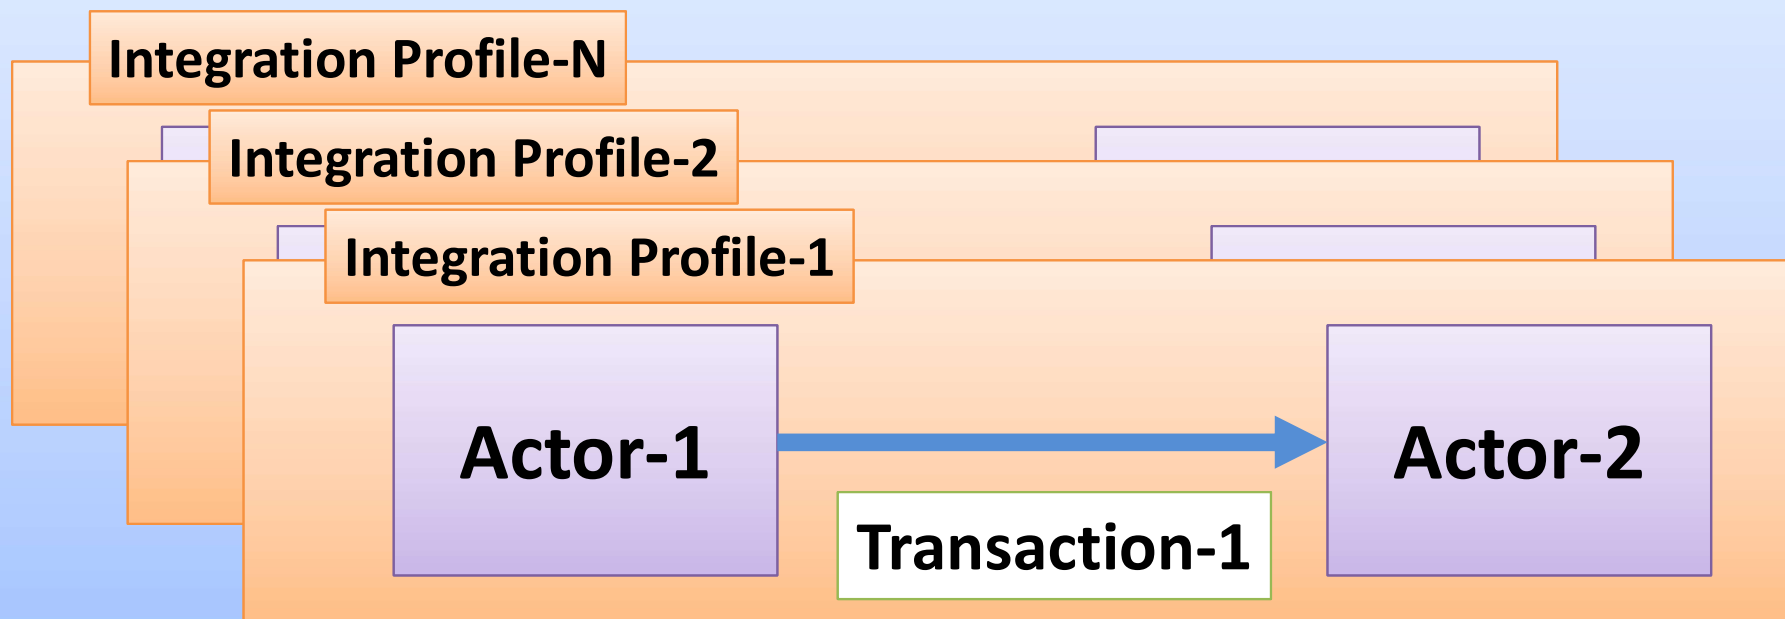 Integration Profile-N
Integration Profile-2
Integration Profile-1
Actor-1
Actor-2
Transaction-1